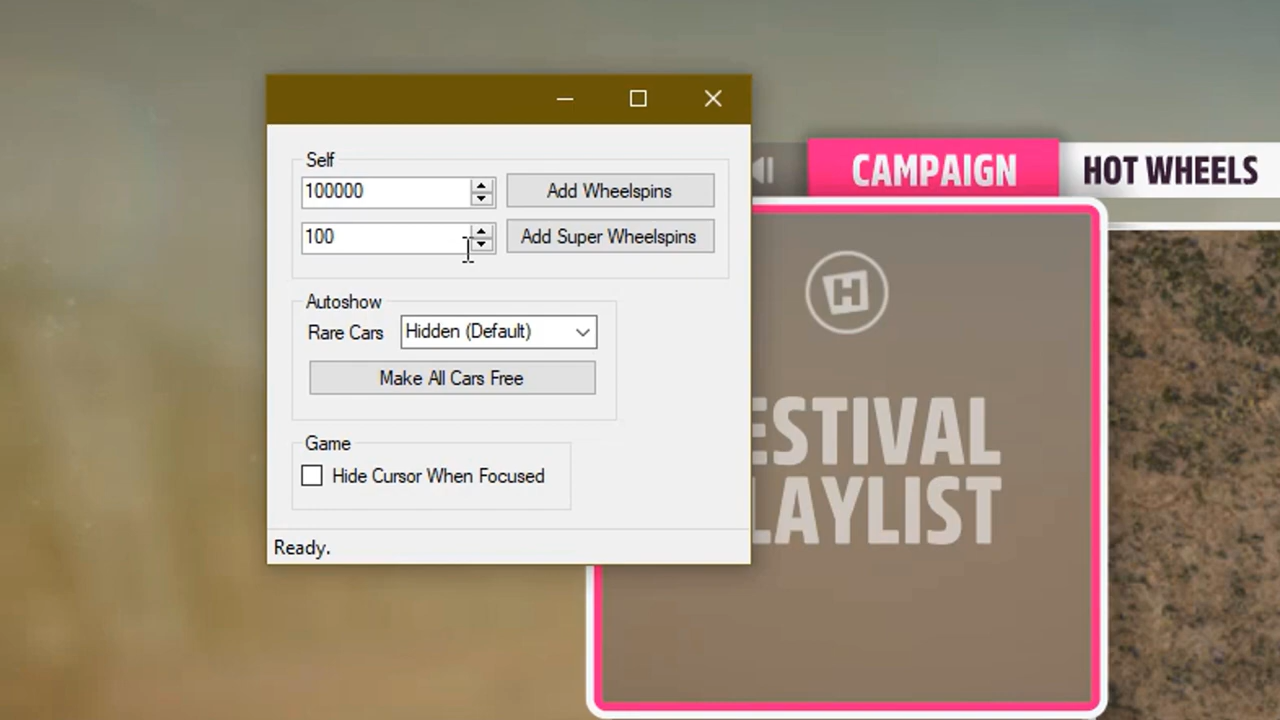 Self
100000
Add Wheelspins
100
Add Super Wheelspins
Autoshow
Rare Cars
Hidden (Default)
Make All Cars Free
Game
Hide Cursor When Focused
Ready.
CAMPAIGN
HOT WHEELS
H
ESTIVAL
LAYLIST